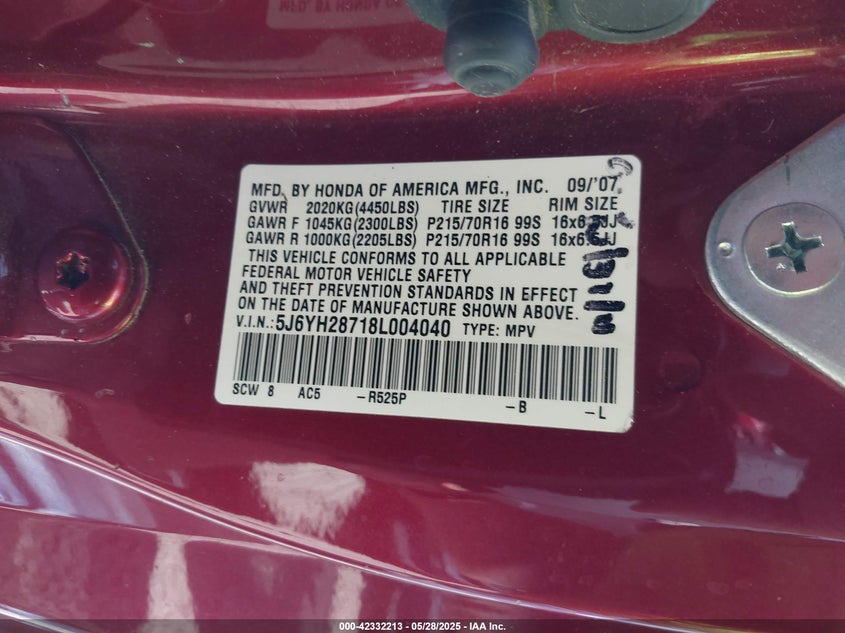 MFD. BY HONDA OF AMERICA MFG., INC. 09/'07
GVWR 2020KG(4450LBS) TIRE SIZE RIM SIZE
GAWR F 1045KG(2300LBS) P215/70R16 99S 16x6
GAWR R 1000KG(2205LBS) P215/70R16 99S 16x6
THIS VEHICLE CONFORMS TO ALL APPLICABLE
FEDERAL MOTOR VEHICLE SAFETY
AND THEFT PREVENTION STANDARDS IN EFFECT
ON THE DATE OF MANUFACTURE SHOWN ABOVE.
V.I.N.:5J6YH28718L004040 TYPE: MPV
SCW 8 AC5 -R525P -B -L
000-42332213 — 05/28/2025 — IAA Inc.